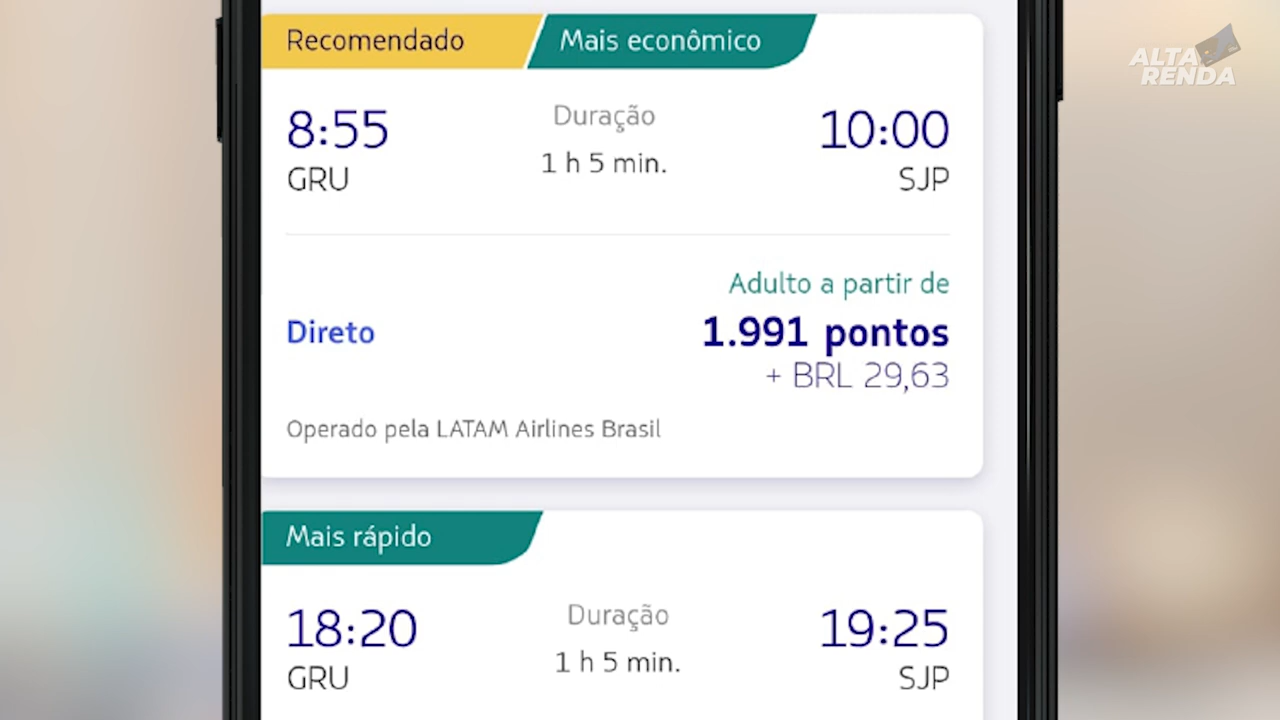 Recomendado
Mais econômico
ALTA
RENDA
8:55
Duração
10:00
GRU
1 h 5 min.
SJP
Adulto a partir de
Direto
1.991 pontos
+ BRL 29,63
Operado pela LATAM Airlines Brasil
Mais rápido
18:20
Duração
19:25
GRU
1 h 5 min.
SJP